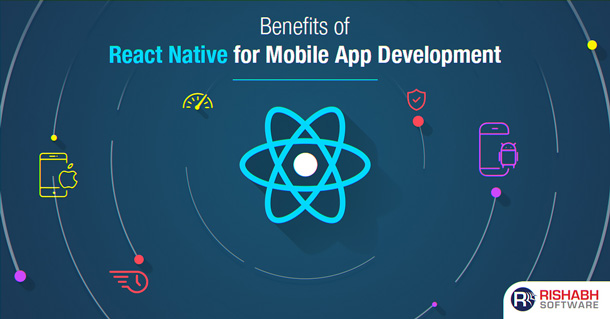 Benefits of
React Native for Mobile App Development
R
RISHABH
SOFTWARE